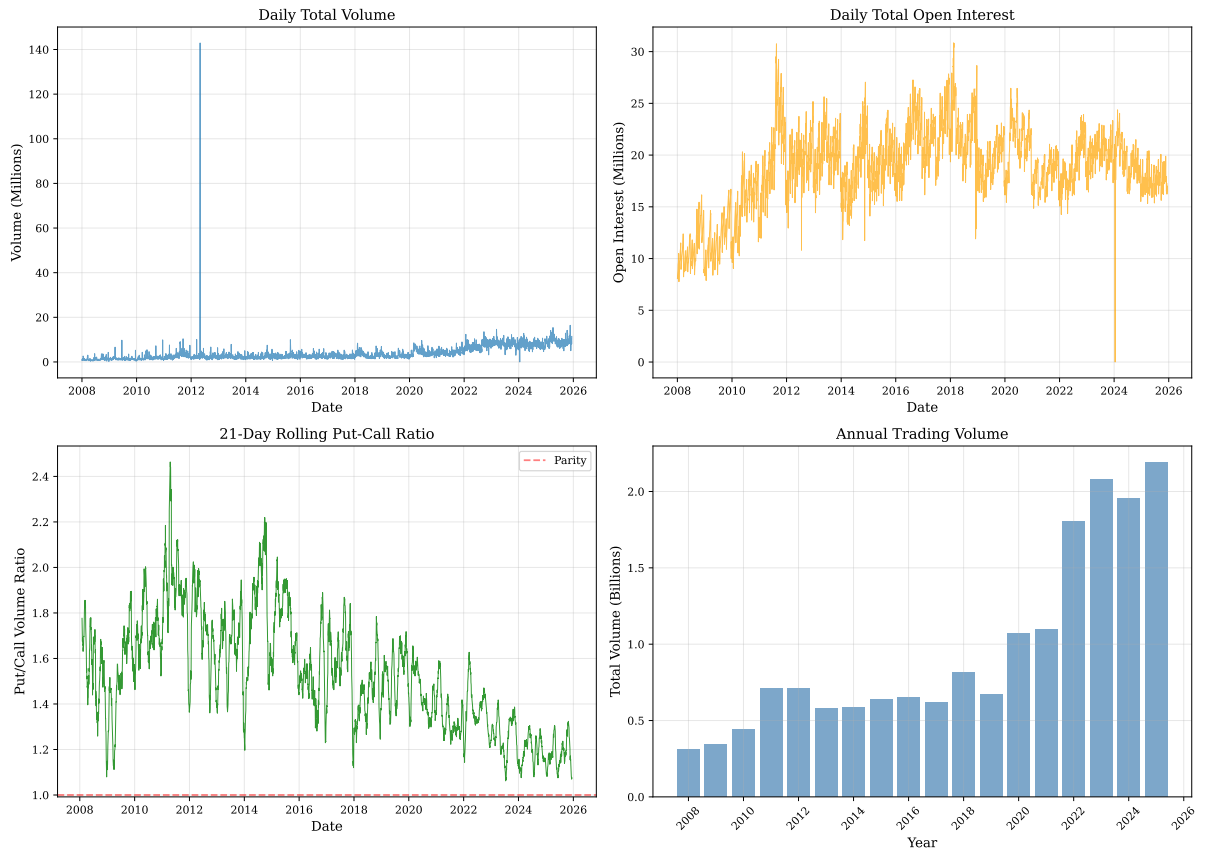 Daily Total Volume
Volume (Millions)
140
120
100
80
60
40
20
0
2008 2010 2012 2014 2016 2018 2020 2022 2024 2026
Date
Daily Total Open Interest
Open Interest (Millions)
30
25
20
15
10
5
0
2008 2010 2012 2014 2016 2018 2020 2022 2024 2026
Date
21-Day Rolling Put-Call Ratio
Put/Call Volume Ratio
Parity
2.4
2.2
2.0
1.8
1.6
1.4
1.2
1.0
2008 2010 2012 2014 2016 2018 2020 2022 2024 2026
Date
Annual Trading Volume
Total Volume (Billions)
2.0
1.5
1.0
0.5
0.0
2008 2010 2012 2014 2016 2018 2020 2022 2024 2026
Year